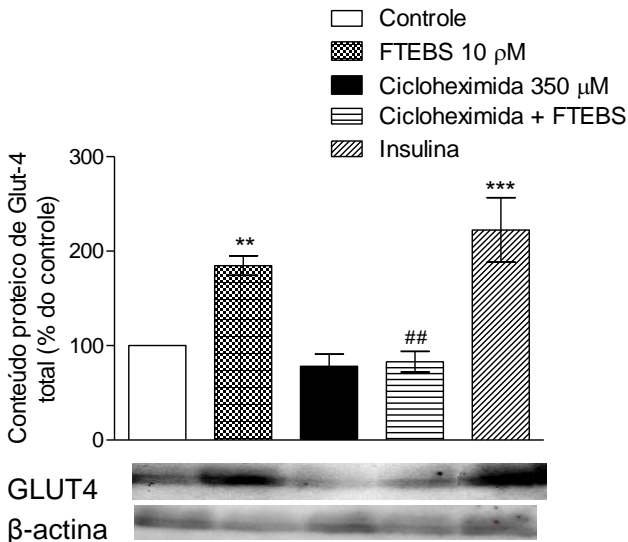 Controle
FTEBS 10 ρM
Cicloheximida 350 μM
Cicloheximida + FTEBS
Insulina
Conteúdo proteico de Glut-4
total (% do controle)
300
200
100
0
**
##
***
GLUT4
β-actina